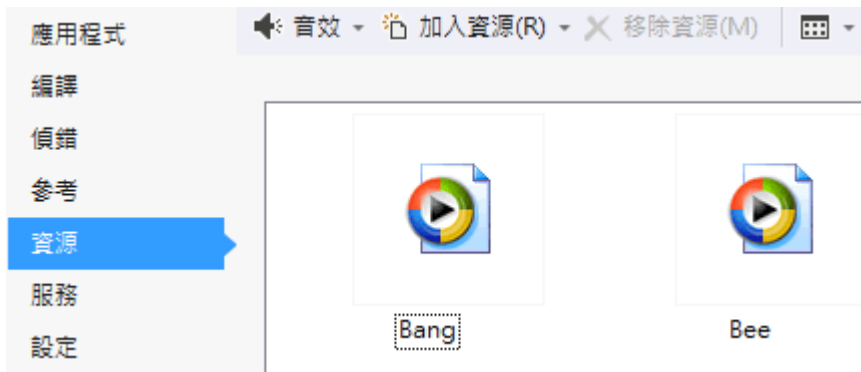 應用程式
編譯
偵錯
參考
資源
服務
設定
音效 加入資源(R) 移除資源(M)
Bang Bee